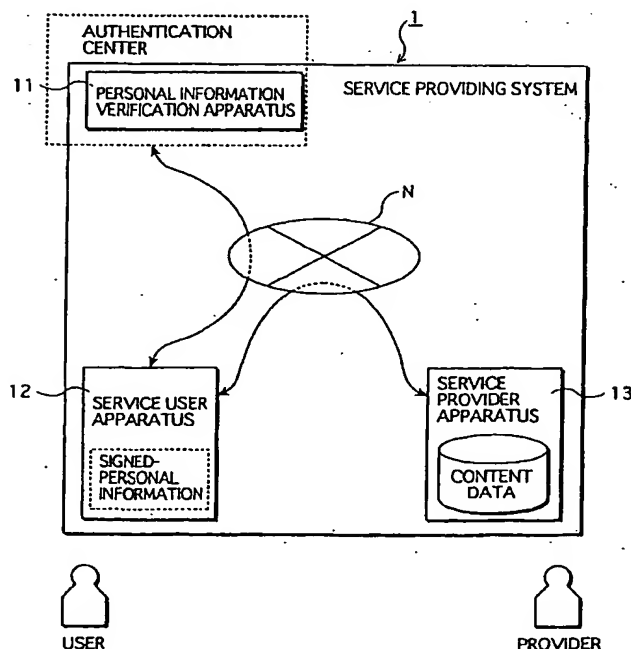 AUTHENTICATION
CENTER
1
11
PERSONAL INFORMATION
VERIFICATION APPARATUS
SERVICE PROVIDING SYSTEM
N
12
SERVICE USER
APPARATUS
SIGNED-
PERSONAL
INFORMATION
SERVICE
PROVIDER
APPARATUS
13
CONTENT
DATA
USER
PROVIDER